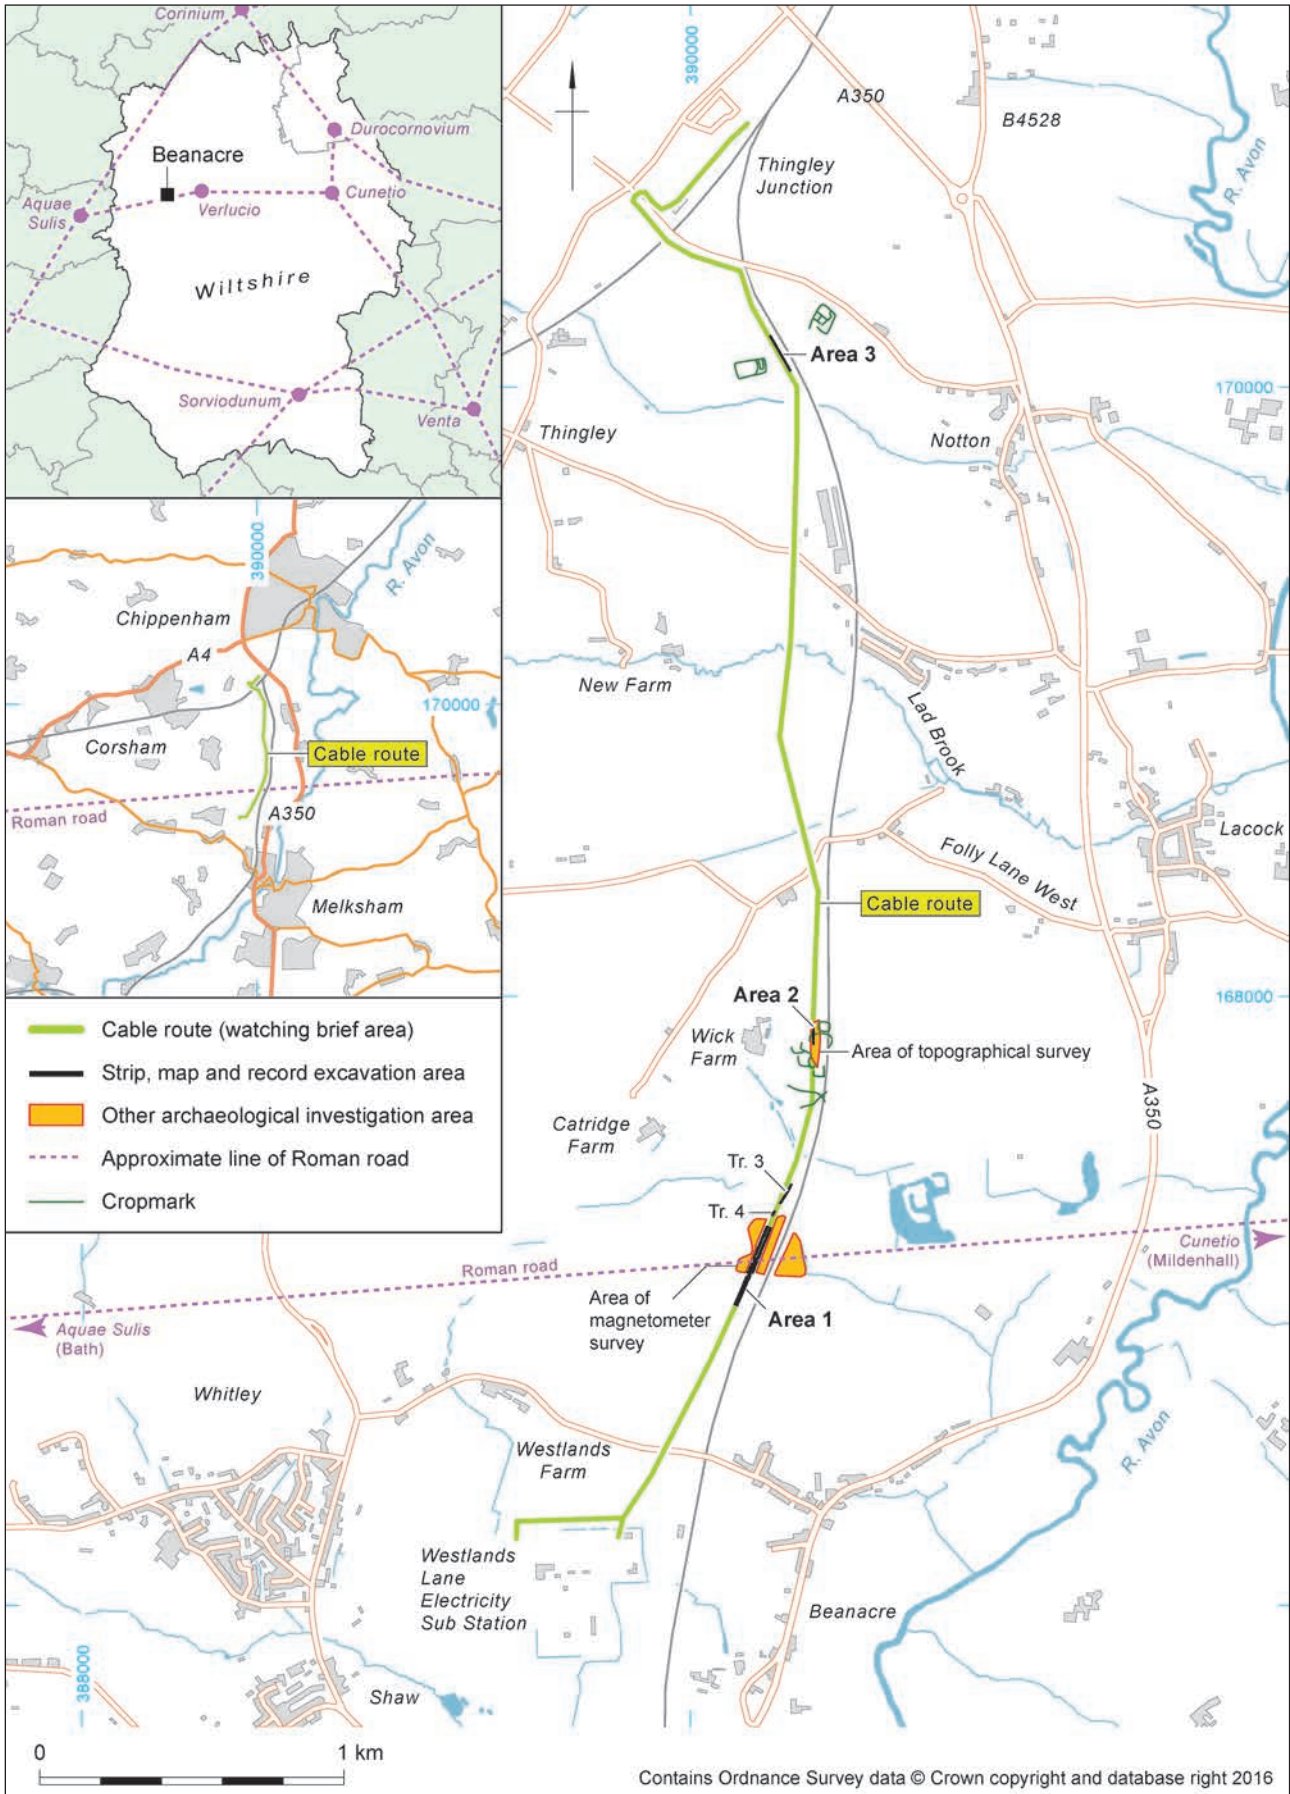 Corinium
Durocornovium
Beanacre
Cunetio
Aquae
Sulis
Verlucio
Wiltshire
Sorviodunum
Venta
390000
R. Avon
Chippenham
A4
170000
Corsham
Cable route
Roman road
A350
Melksham
Cable route (watching brief area)
Strip, map and record excavation area
Other archaeological investigation area
Approximate line of Roman road
Cropmark
390000
A350
B4528
R. Avon
Thingley
Junction
Area 3
170000
Thingley
Notton
New Farm
Lad Brook
Lacock
Folly Lane West
Cable route
Area 2
168000
Wick
Farm
Area of topographical survey
A350
Catridge
Farm
Tr. 3
Tr. 4
Cunetio
(Mildenhall)
Roman road
Area of
magnetometer
survey
Area 1
Aquae Sulis
(Bath)
Whitley
R. Avon
Westlands
Farm
Westlands
Lane
Electricity
Sub Station
Beanacre
388000
Shaw
0 1 km
Contains Ordnance Survey data © Crown copyright and database right 2016